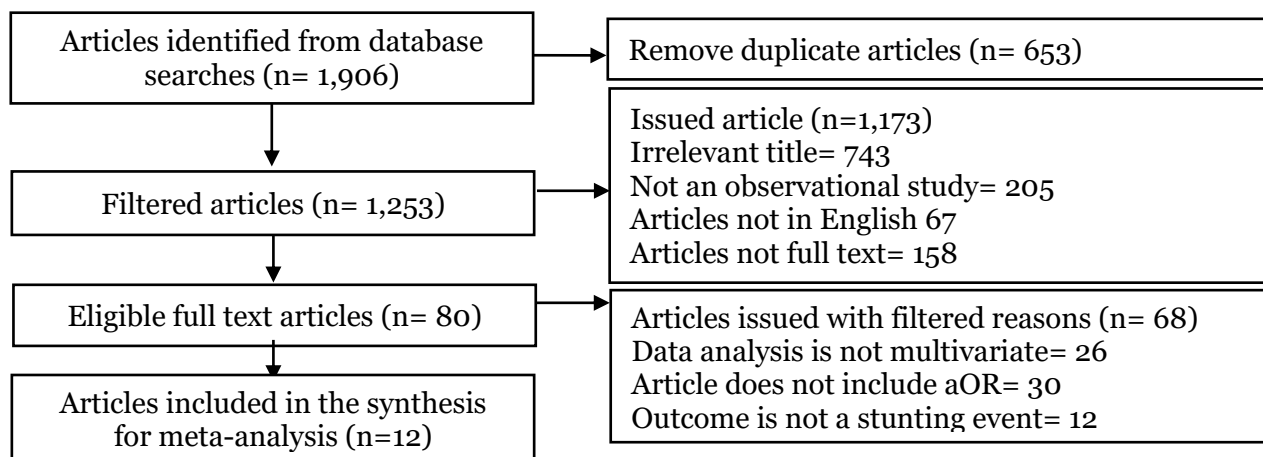 Articles identified from database
searches (n= 1,906)
Remove duplicate articles (n= 653)
Filtered articles (n= 1,253)
Issued article (n=1,173)
Irrelevant title= 743
Not an observational study= 205
Articles not in English 67
Articles not full text= 158
Eligible full text articles (n= 80)
Articles issued with filtered reasons (n= 68)
Data analysis is not multivariate= 26
Article does not include aOR= 30
Outcome is not a stunting event= 12
Articles included in the synthesis
for meta-analysis (n=12)